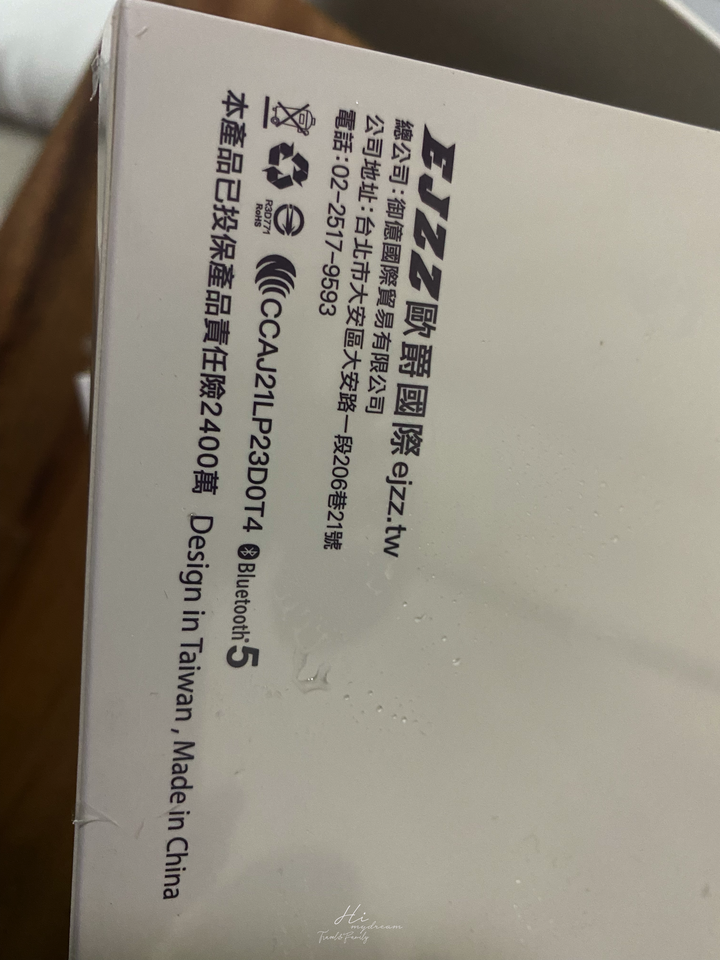 EJZZ歐爵國際 ejzz.tw
總公司:御億國際貿易有限公司
公司地址:台北市大安區大安路一段206巷21號
電話:02-2517-9593
R3D771
RoHS
CCAJ21LP23D0T4 Bluetooth®5
本產品已投保產品責任險2400萬 Design in Taiwan , Made in China
Hi
mydream
Travel&Family